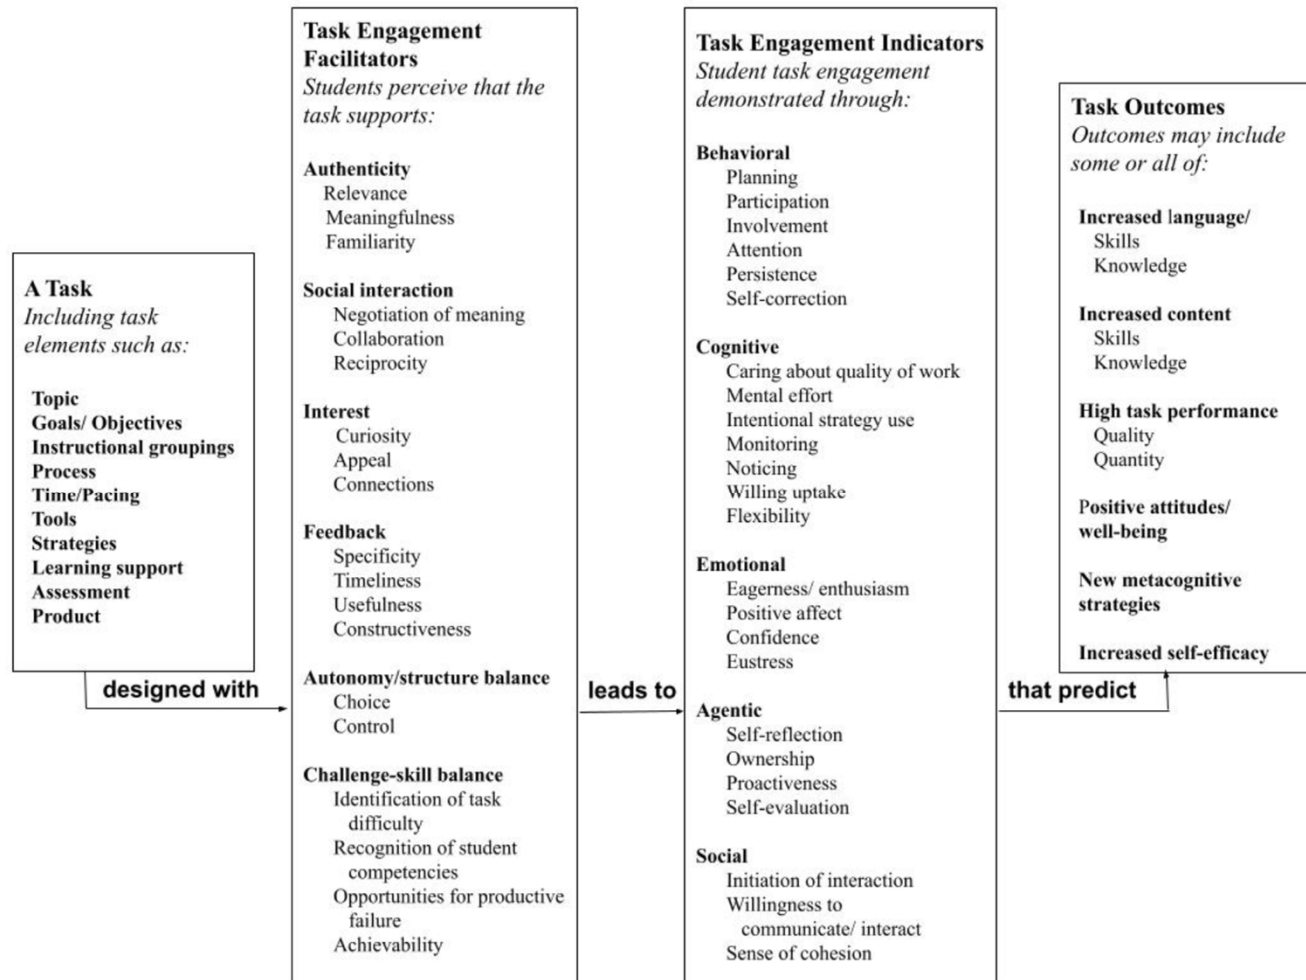 A Task
Including task
elements such as:
Topic
Goals/ Objectives
Instructional groupings
Process
Time/Pacing
Tools
Strategies
Learning support
Assessment
Product
designed with
Task Engagement
Facilitators
Students perceive that the
task supports:
Authenticity
Relevance
Meaningfulness
Familiarity
Social interaction
Negotiation of meaning
Collaboration
Reciprocity
Interest
Curiosity
Appeal
Connections
Feedback
Specificity
Timeliness
Usefulness
Constructiveness
Autonomy/structure balance
Choice
Control
Challenge-skill balance
Identification of task
difficulty
Recognition of student
competencies
Opportunities for productive
failure
Achievability
leads to
Task Engagement Indicators
Student task engagement
demonstrated through:
Behavioral
Planning
Participation
Involvement
Attention
Persistence
Self-correction
Cognitive
Caring about quality of work
Mental effort
Intentional strategy use
Monitoring
Noticing
Willing uptake
Flexibility
Emotional
Eagerness/ enthusiasm
Positive affect
Confidence
Eustress
Agentic
Self-reflection
Ownership
Proactiveness
Self-evaluation
Social
Initiation of interaction
Willingness to
communicate/ interact
Sense of cohesion
that predict
Task Outcomes
Outcomes may include
some or all of:
Increased language/
Skills
Knowledge
Increased content
Skills
Knowledge
High task performance
Quality
Quantity
Positive attitudes/
well-being
New metacognitive
strategies
Increased self-efficacy